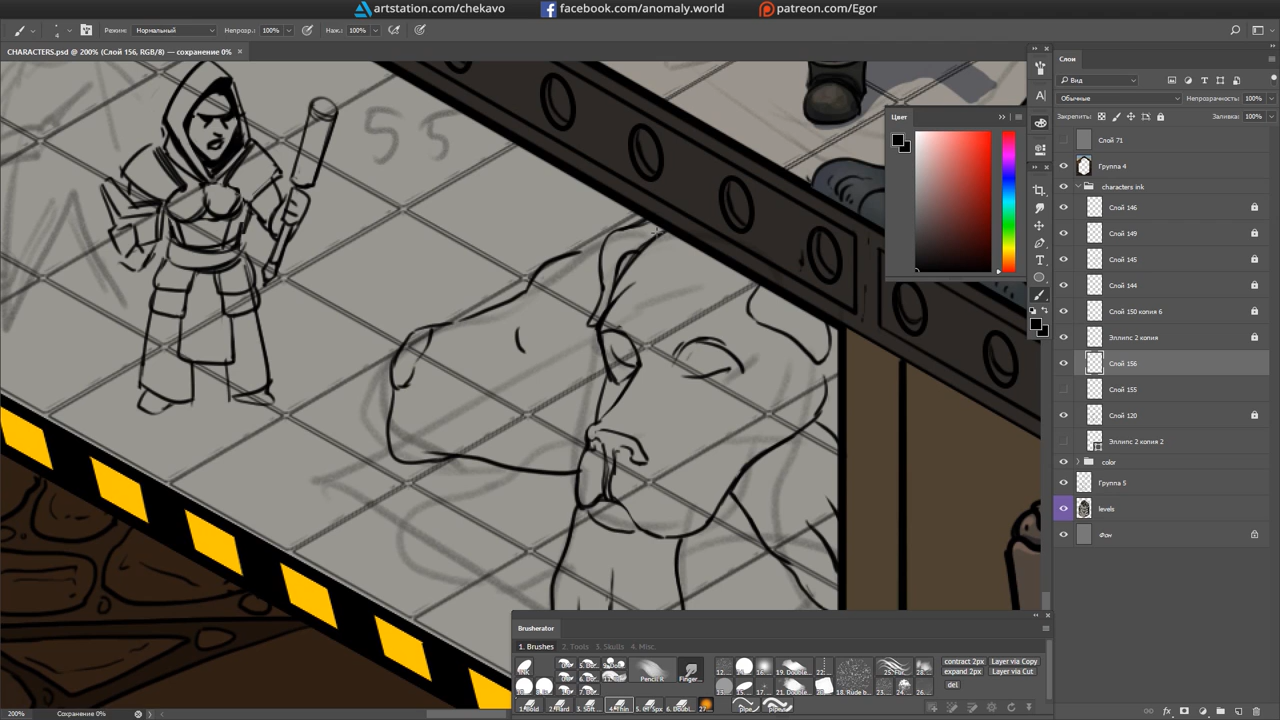 artstation.com/chekavo
facebook.com/anomaly.world
patreon.com/Egor
4
Режим: Нормальный
Непрозр.: 100%
Наж.: 100%
CHARACTERS.psd @ 200% (Слой 156, RGB/8) — сохранение 0% ×
55
Цвет
Слои
Вид
Обычные
Непрозрачность: 100%
Закрепить:
Заливка: 100%
Слой 71
Группа 4
characters ink
Слой 146
Слой 149
Слой 145
Слой 144
Слой 150 копия 6
Эллипс 2 копия
Слой 156
Слой 155
Слой 120
Эллипс 2 копия 2
color
Группа 5
levels
Фон
Brusherator
1. Brushes 2. Tools 3. Skulls 4. Misc.
Pencil K
Finger...
18. Rude b
contract 2px
Layer via Copy
expand 2px
Layer via Cut
del
200%
Сохранение 0%